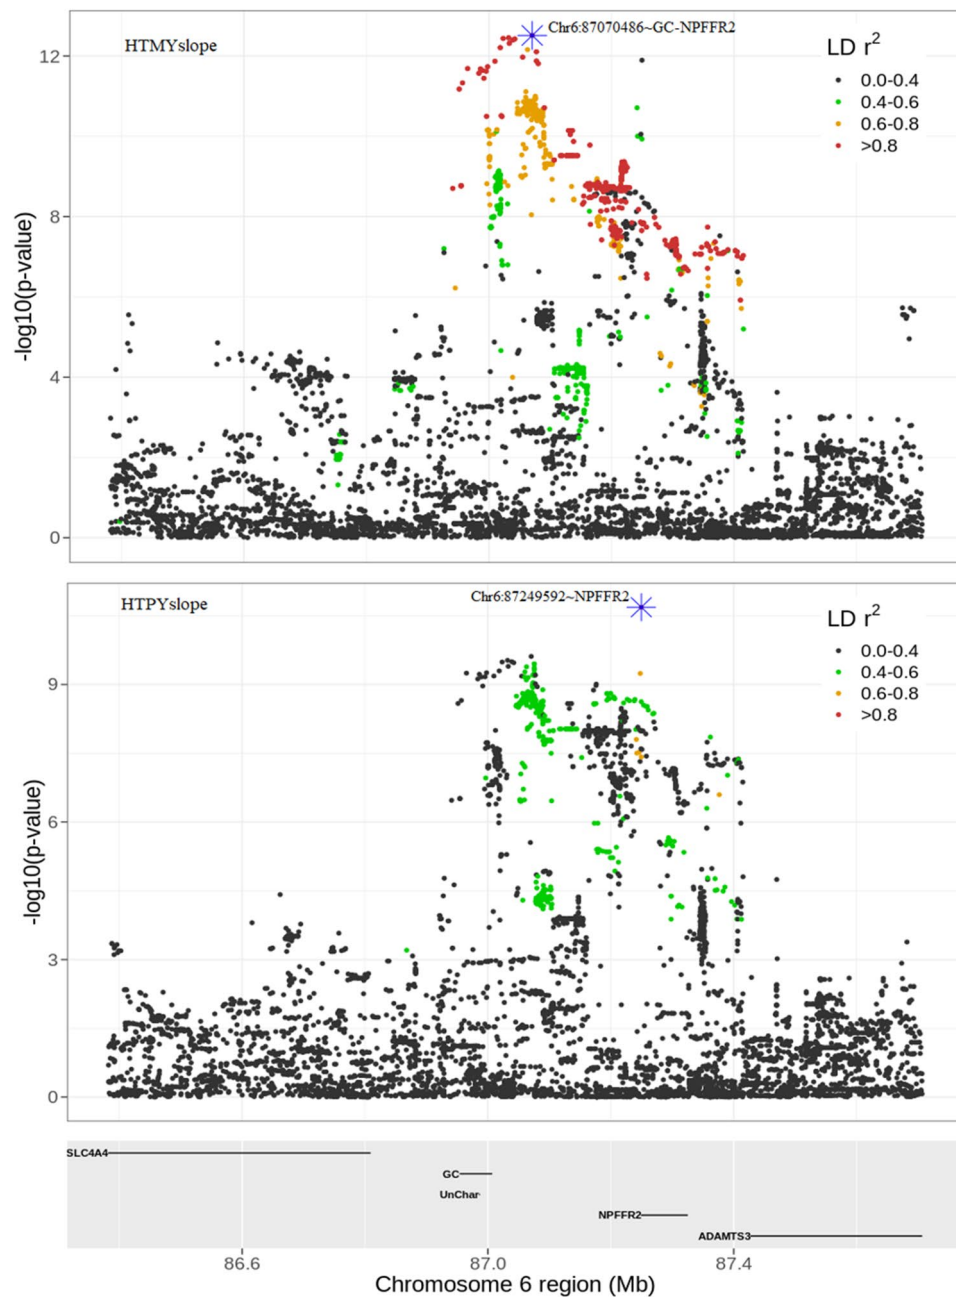 HTMYslope
Chr6:87070486~GC-NPFFR2
LD r²
0.0-0.4
0.4-0.6
0.6-0.8
>0.8
12
8
4
0
-log10(p-value)
HTPYslope
Chr6:87249592~NPFFR2
LD r²
0.0-0.4
0.4-0.6
0.6-0.8
>0.8
9
6
3
0
-log10(p-value)
SLC4A4
GC
UnChar
NPFFR2
ADAMTS3
86.6 87.0 87.4
Chromosome 6 region (Mb)